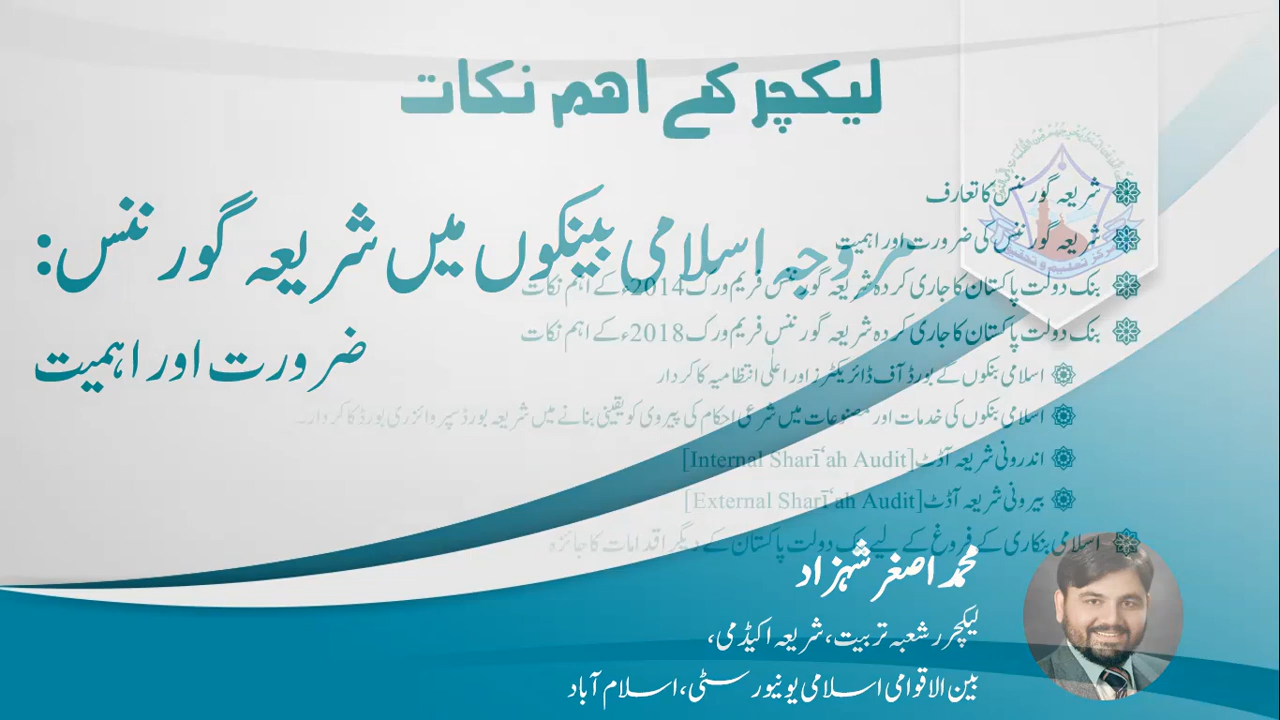 لیکچر کے اہم نکات
شریعہ گورننس کا تعارف
شریعہ گورننس کی ضرورت اور اہمیت
مروجہ اسلامی بینکوں میں شریعہ گورننس:
بنک دولت پاکستان کا جاری کردہ شریعہ گورننس فریم ورک 2014ء کے اہم نکات
بنک دولت پاکستان کا جاری کردہ شریعہ گورننس فریم ورک 2018ء کے اہم نکات
ضرورت اور اہمیت
اسلامی بنکوں کے بورڈ آف ڈائریکٹرز اور اعلٰی انتظامیہ کا کردار
اسلامی بنکوں کی خدمات اور مصنوعات میں شرعی احکام کی پیروی کو یقینی بنانے میں شریعہ بورڈ سپروائزری بورڈ کا کردار۔
اندرونی شریعہ آڈٹ [Internal Sharī‘ah Audit]
بیرونی شریعہ آڈٹ [External Sharī‘ah Audit]
اسلامی بنکاری کے فروغ کے لیے بنک دولت پاکستان کے دیگر اقدامات کا جائزہ
محمد اصغر شہزاد
لیکچرر شعبہ تربیت، شریعہ اکیڈمی،
بین الاقوامی اسلامی یونیورسٹی، اسلام آباد